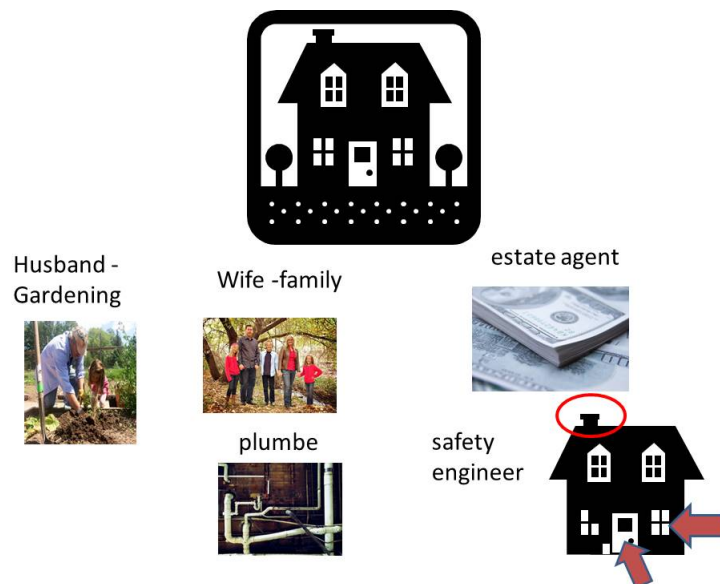 Husband -
Gardening
Wife -family
estate agent
plumbe
safety
engineer